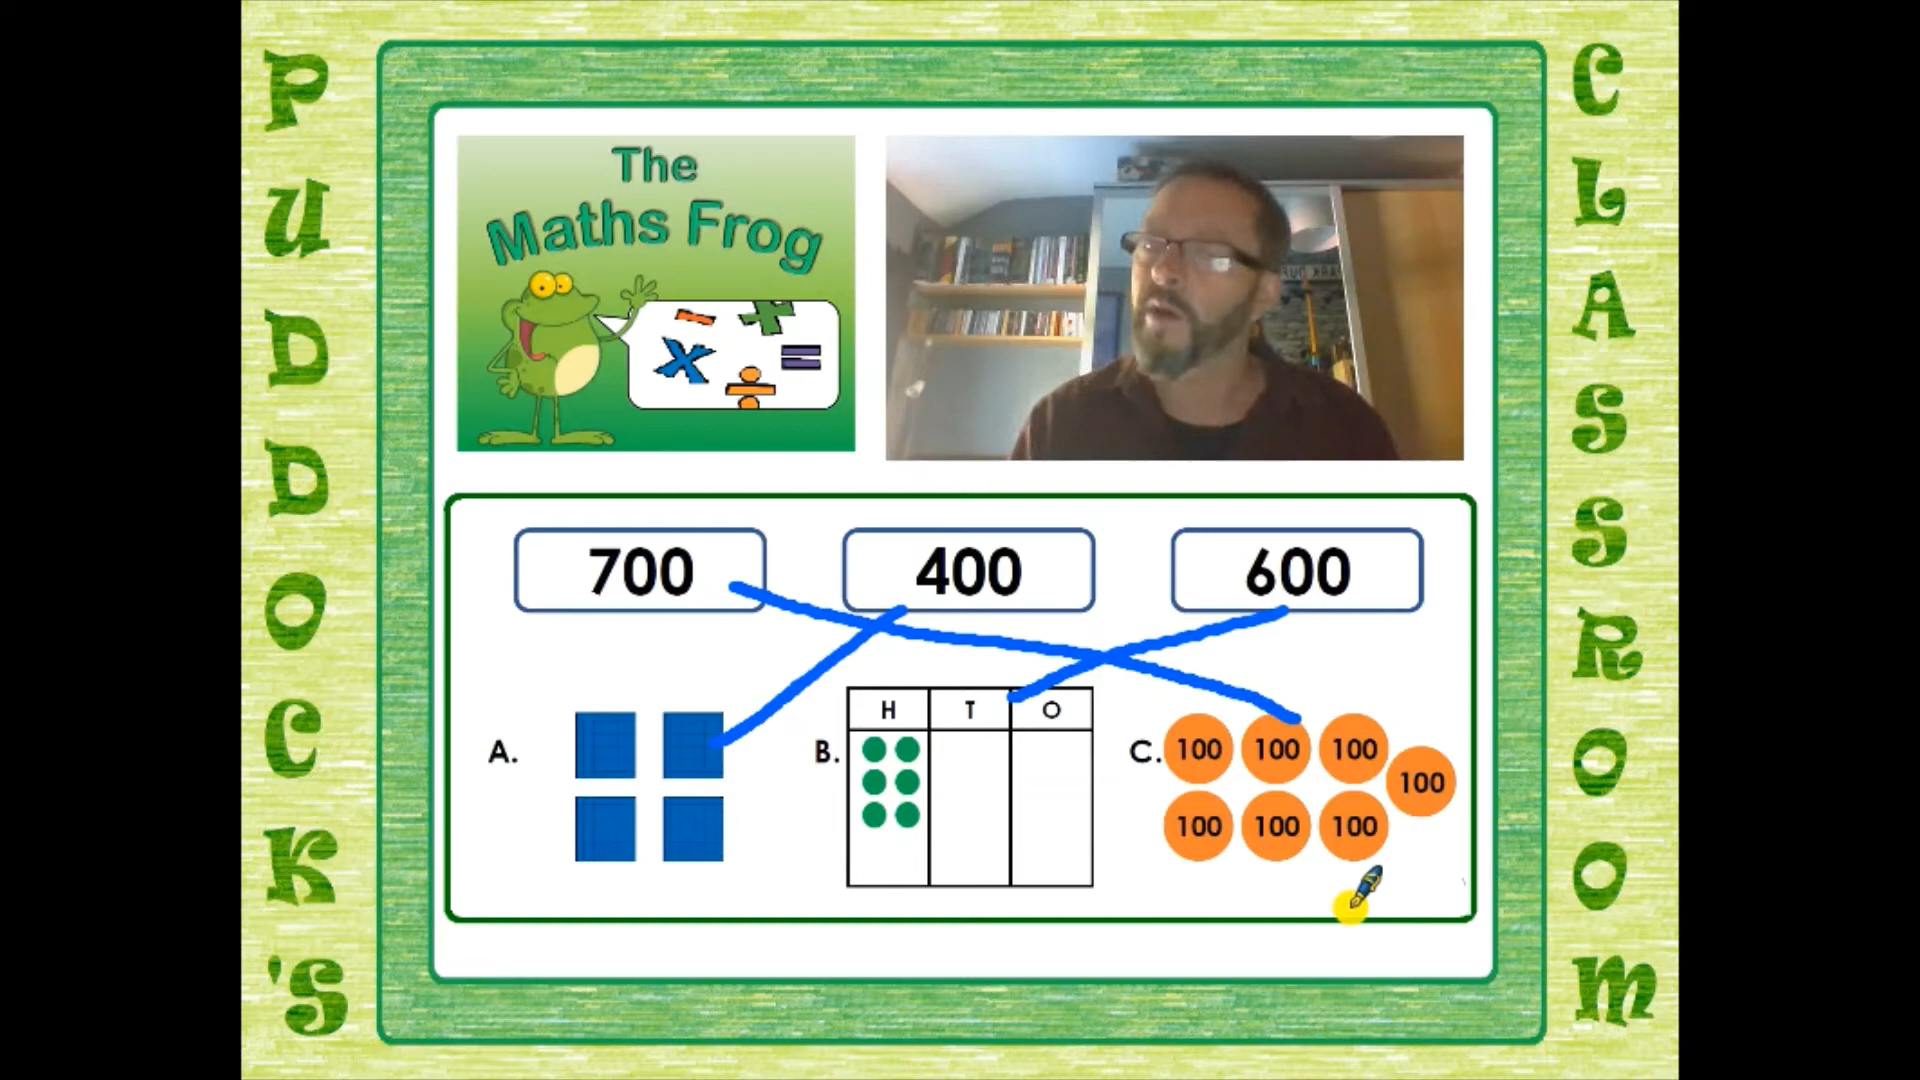 PUDDOCK'S
CLASSROOM
The
Maths Frog
- + x ÷ =
700 400 600
A.
B.
H T O
C.
100 100 100 100
100 100 100